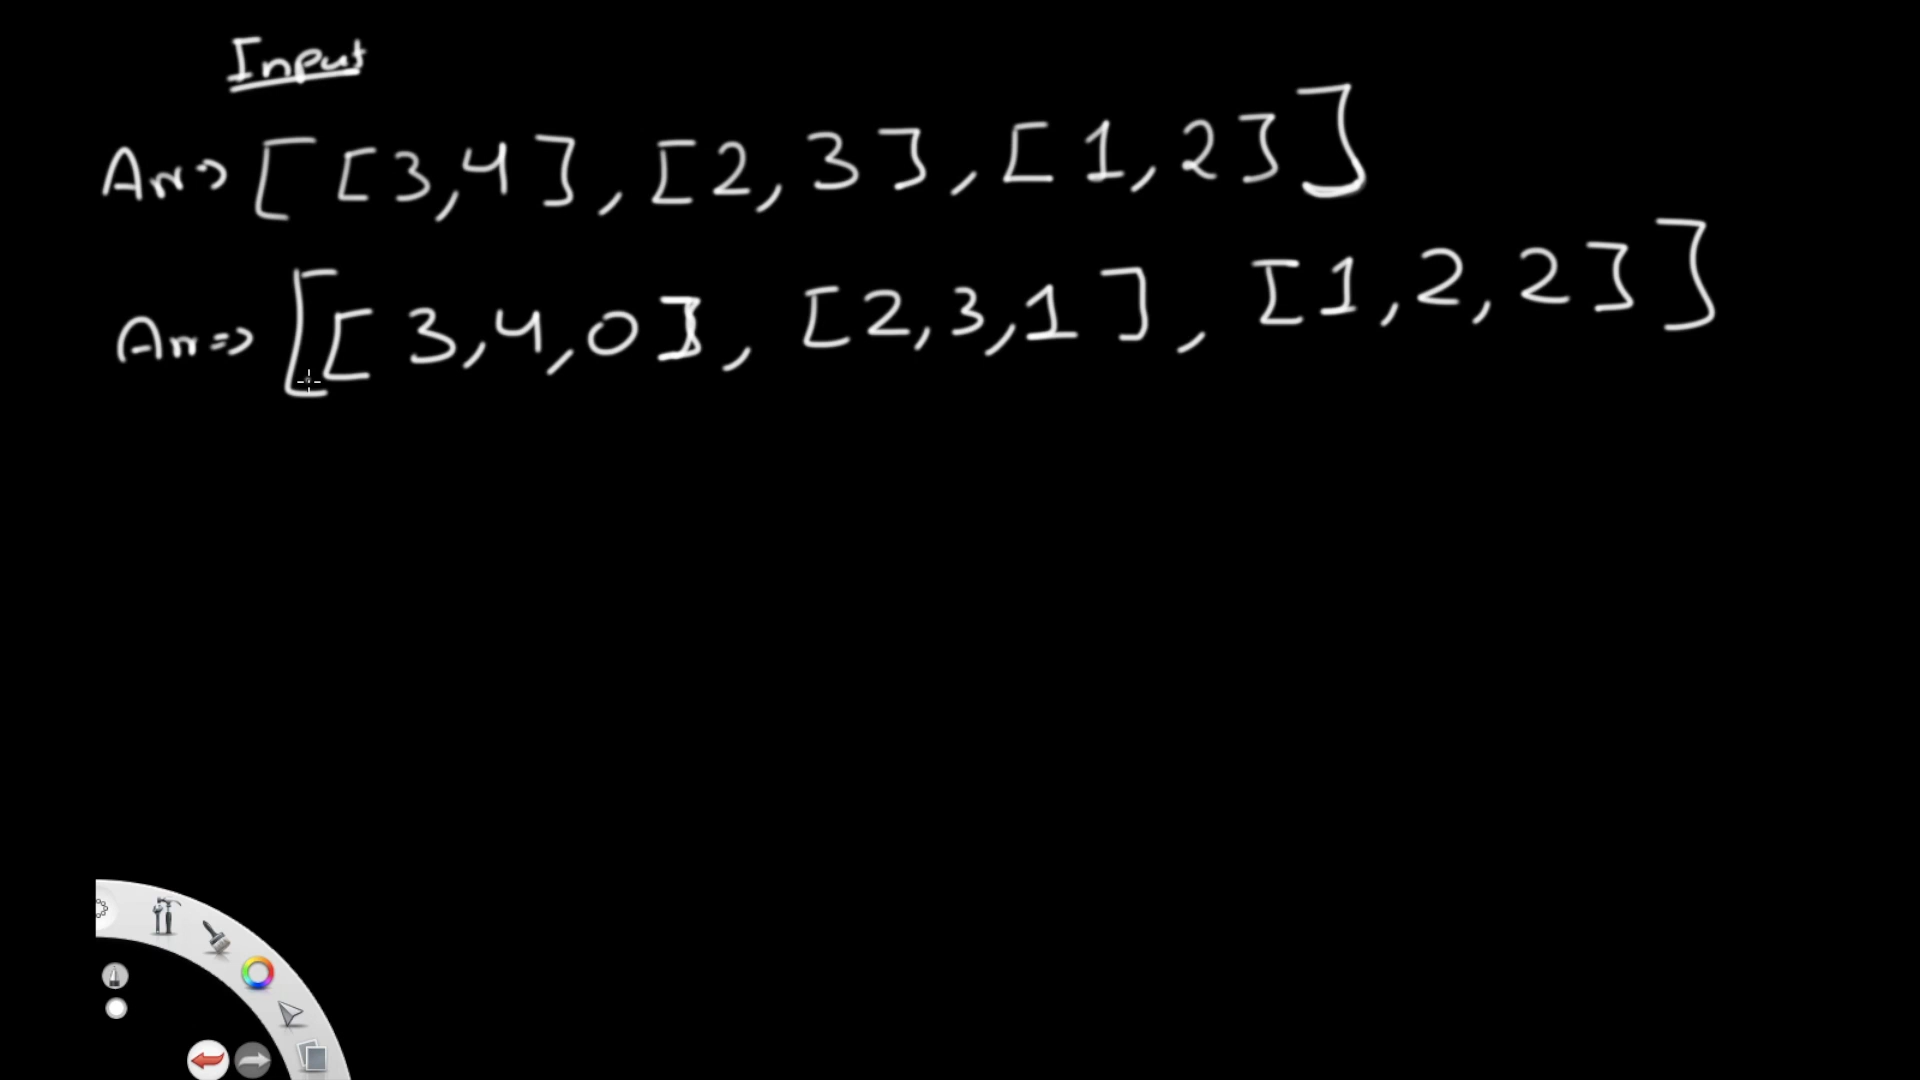 Input
Arr => [[3,4],[2,3],[1,2]]
Arr => [[3,4,0],[2,3,1],[1,2,2]]